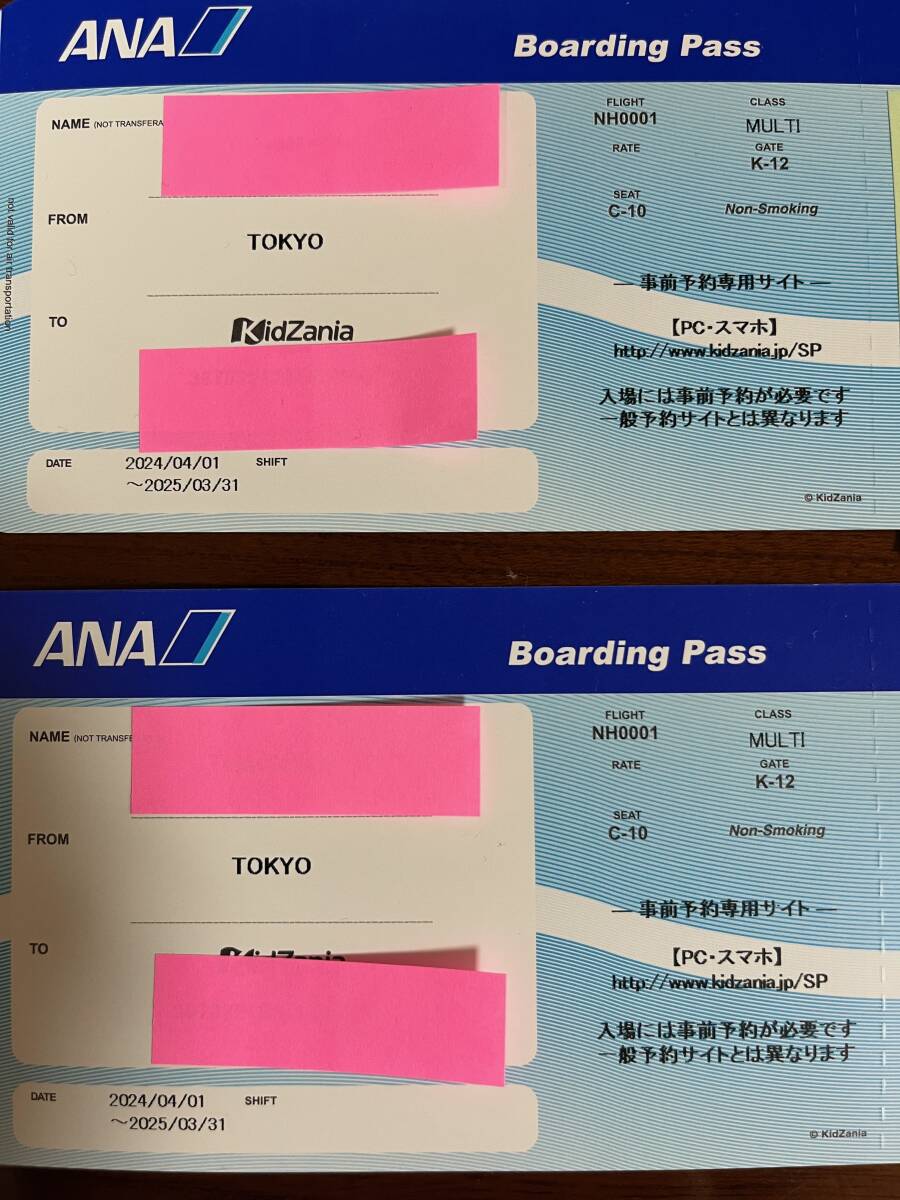 ANA
Boarding Pass
NAME (NOT TRANSFERA
FROM
TOKYO
TO
KidZania
DATE 2024/04/01 SHIFT
～2025/03/31
not valid for air transportation
FLIGHT CLASS
NH0001 MULTI
RATE GATE
K-12
SEAT
C-10 Non-Smoking
― 事前予約専用サイト ―
【PC・スマホ】
http://www.kidzania.jp/SP
入場には事前予約が必要です
一般予約サイトとは異なります
© KidZania
ANA
Boarding Pass
NAME (NOT TRANSFE
FROM
TOKYO
TO
KidZania
DATE 2024/04/01 SHIFT
～2025/03/31
FLIGHT CLASS
NH0001 MULTI
RATE GATE
K-12
SEAT
C-10 Non-Smoking
― 事前予約専用サイト ―
【PC・スマホ】
http://www.kidzania.jp/SP
入場には事前予約が必要です
一般予約サイトとは異なります
© KidZania